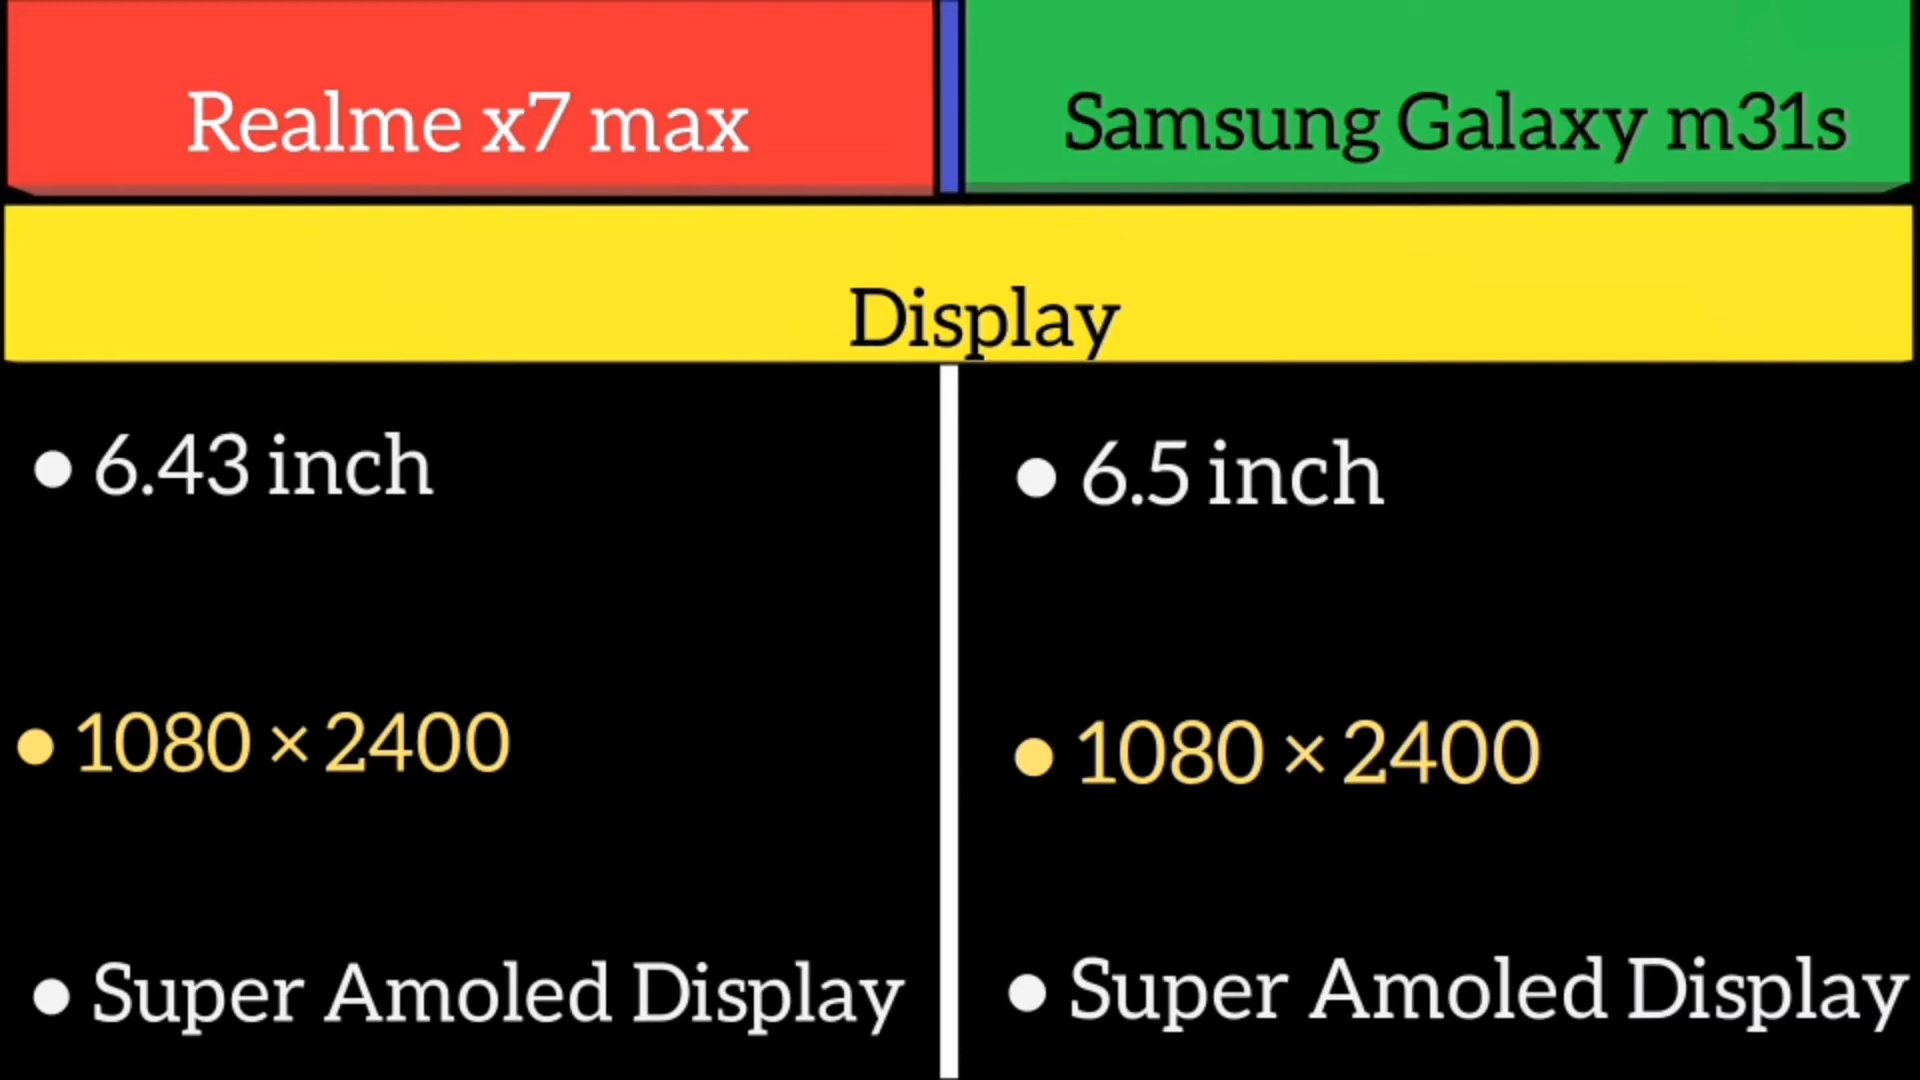 Realme x7 max
Samsung Galaxy m31s
Display
• 6.43 inch
• 6.5 inch
• 1080 × 2400
• 1080 × 2400
• Super Amoled Display
• Super Amoled Display